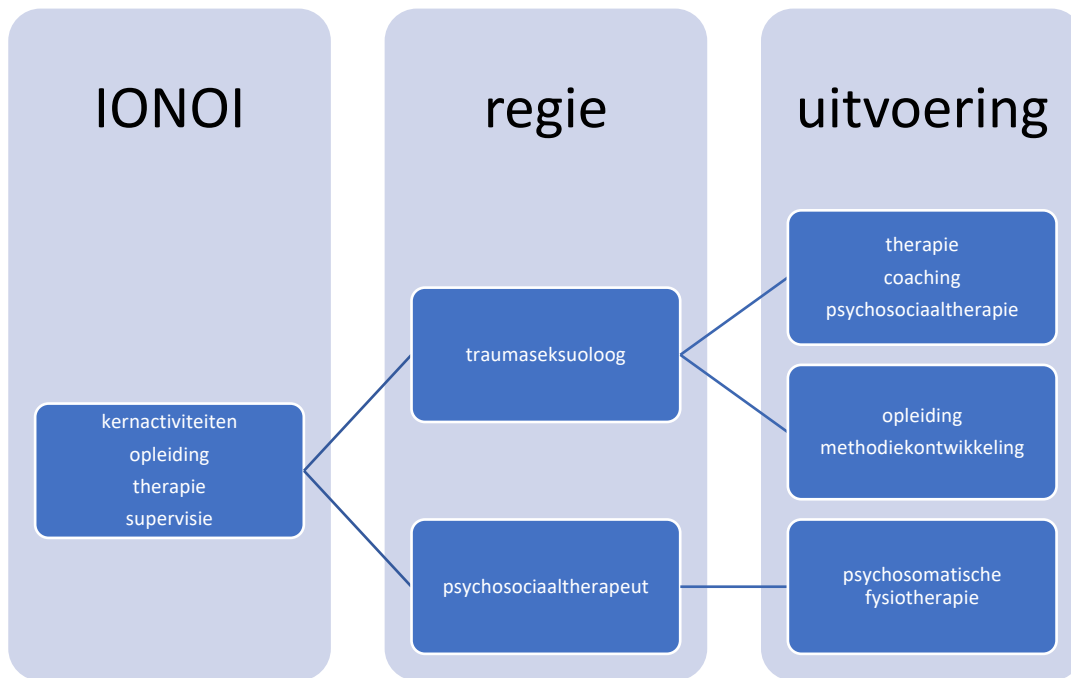 IONOI
regie
uitvoering
kernactiviteiten
opleiding
therapie
supervisie
traumaseksuoloog
psychosociaaltherapeut
therapie
coaching
psychosociaaltherapie
opleiding
methodiekontwikkeling
psychosomatische
fysiotherapie